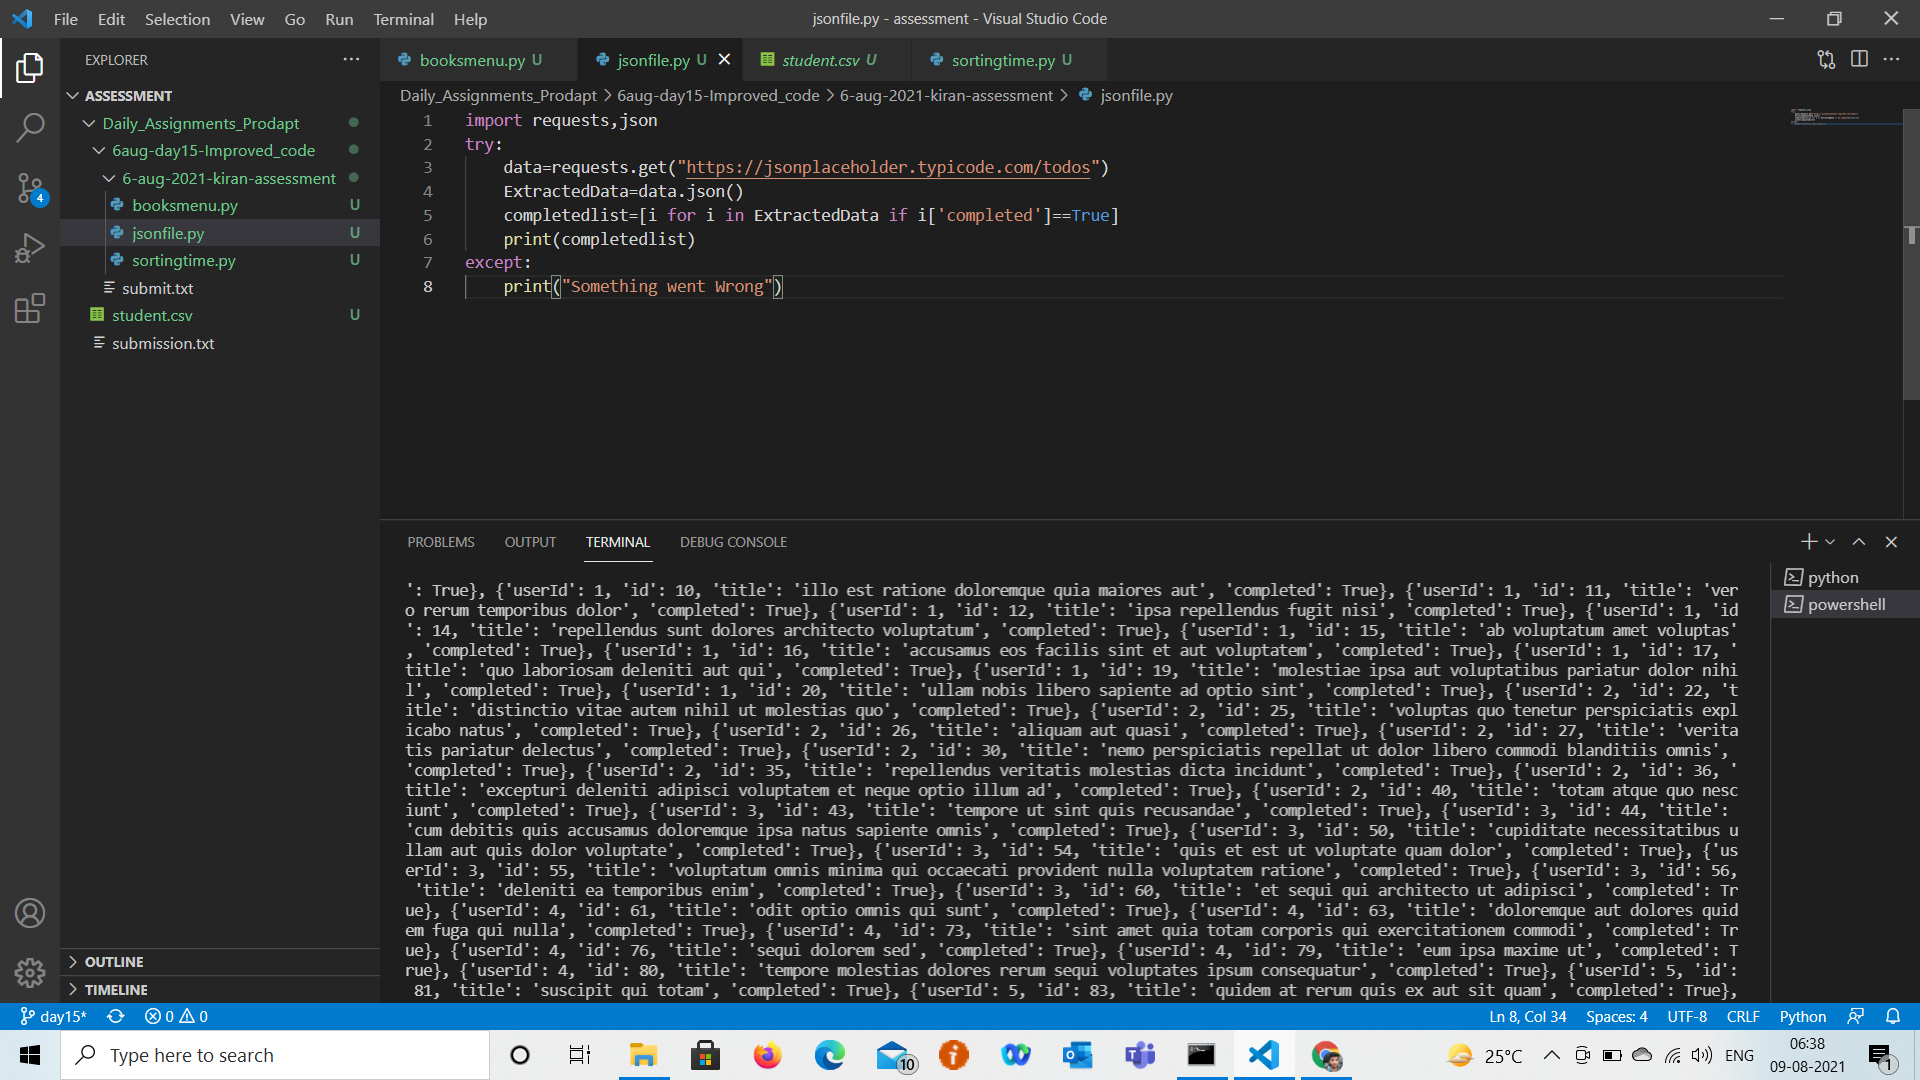 File Edit Selection View Go Run Terminal Help
jsonfile.py - assessment - Visual Studio Code
EXPLORER
ASSESSMENT
Daily_Assignments_Prodapt
6aug-day15-Improved_code
6-aug-2021-kiran-assessment
booksmenu.py U
jsonfile.py U
sortingtime.py U
submit.txt
student.csv U
submission.txt
4
OUTLINE
TIMELINE
booksmenu.py U jsonfile.py U student.csv U sortingtime.py U
Daily_Assignments_Prodapt > 6aug-day15-Improved_code > 6-aug-2021-kiran-assessment > jsonfile.py
1 import requests,json
2 try:
3 data=requests.get("https://jsonplaceholder.typicode.com/todos")
4 ExtractedData=data.json()
5 completedlist=[i for i in ExtractedData if i['completed']==True]
6 print(completedlist)
7 except:
8 print("Something went Wrong")
PROBLEMS OUTPUT TERMINAL DEBUG CONSOLE
python
powershell
': True}, {'userId': 1, 'id': 10, 'title': 'illo est ratione doloremque quia maiores aut', 'completed': True}, {'userId': 1, 'id': 11, 'title': 'ver
o rerum temporibus dolor', 'completed': True}, {'userId': 1, 'id': 12, 'title': 'ipsa repellendus fugit nisi', 'completed': True}, {'userId': 1, 'id
': 14, 'title': 'repellendus sunt dolores architecto voluptatum', 'completed': True}, {'userId': 1, 'id': 15, 'title': 'ab voluptatum amet voluptas'
, 'completed': True}, {'userId': 1, 'id': 16, 'title': 'accusamus eos facilis sint et aut voluptatem', 'completed': True}, {'userId': 1, 'id': 17, '
title': 'quo laboriosam deleniti aut qui', 'completed': True}, {'userId': 1, 'id': 19, 'title': 'molestiae ipsa aut voluptatibus pariatur dolor nihi
l', 'completed': True}, {'userId': 1, 'id': 20, 'title': 'ullam nobis libero sapiente ad optio sint', 'completed': True}, {'userId': 2, 'id': 22, 't
itle': 'distinctio vitae autem nihil ut molestias quo', 'completed': True}, {'userId': 2, 'id': 25, 'title': 'voluptas quo tenetur perspiciatis expl
icabo natus', 'completed': True}, {'userId': 2, 'id': 26, 'title': 'aliquam aut quasi', 'completed': True}, {'userId': 2, 'id': 27, 'title': 'verita
tis pariatur delectus', 'completed': True}, {'userId': 2, 'id': 30, 'title': 'nemo perspiciatis repellat ut dolor libero commodi blanditiis omnis',
'completed': True}, {'userId': 2, 'id': 35, 'title': 'repellendus veritatis molestias dicta incidunt', 'completed': True}, {'userId': 2, 'id': 36, '
title': 'excepturi deleniti adipisci voluptatem et neque optio illum ad', 'completed': True}, {'userId': 2, 'id': 40, 'title': 'totam atque quo nesc
iunt', 'completed': True}, {'userId': 3, 'id': 43, 'title': 'tempore ut sint quis recusandae', 'completed': True}, {'userId': 3, 'id': 44, 'title':
'cum debitis quis accusamus doloremque ipsa natus sapiente omnis', 'completed': True}, {'userId': 3, 'id': 50, 'title': 'cupiditate necessitatibus u
llam aut quis dolor voluptate', 'completed': True}, {'userId': 3, 'id': 54, 'title': 'quis et est ut voluptate quam dolor', 'completed': True}, {'us
erId': 3, 'id': 55, 'title': 'voluptatum omnis minima qui occaecati provident nulla voluptatem ratione', 'completed': True}, {'userId': 3, 'id': 56,
'title': 'deleniti ea temporibus enim', 'completed': True}, {'userId': 3, 'id': 60, 'title': 'et sequi qui architecto ut adipisci', 'completed': Tr
ue}, {'userId': 4, 'id': 61, 'title': 'odit optio omnis qui sunt', 'completed': True}, {'userId': 4, 'id': 63, 'title': 'doloremque aut dolores quid
em fuga qui nulla', 'completed': True}, {'userId': 4, 'id': 73, 'title': 'sint amet quia totam corporis qui exercitationem commodi', 'completed': Tr
ue}, {'userId': 4, 'id': 76, 'title': 'sequi dolorem sed', 'completed': True}, {'userId': 4, 'id': 79, 'title': 'eum ipsa maxime ut', 'completed': T
rue}, {'userId': 4, 'id': 80, 'title': 'tempore molestias dolores rerum sequi voluptates ipsum consequatur', 'completed': True}, {'userId': 5, 'id':
81, 'title': 'suscipit qui totam', 'completed': True}, {'userId': 5, 'id': 83, 'title': 'quidem at rerum quis ex aut sit quam', 'completed': True},
day15* 0 0 Ln 8, Col 34 Spaces: 4 UTF-8 CRLF Python
Type here to search
10
25°C
ENG
06:38
09-08-2021
1